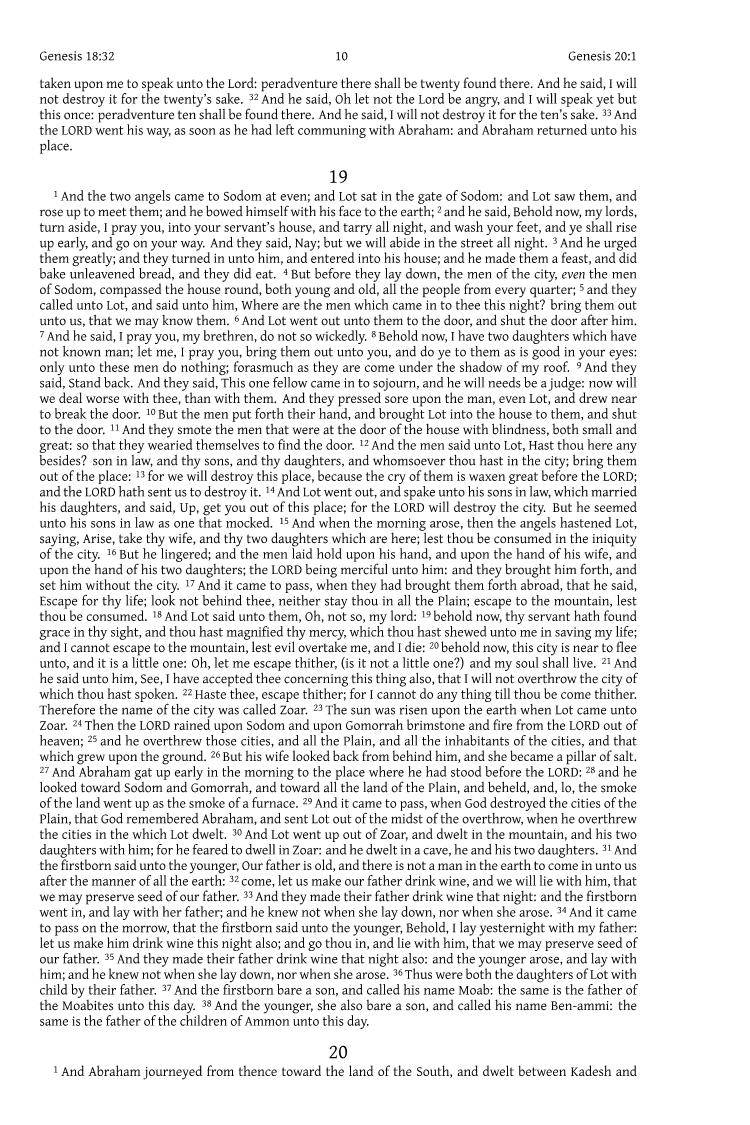 Genesis 18:32 10 Genesis 20:1
taken upon me to speak unto the Lord: peradventure there shall be twenty found there. And he said, I will
not destroy it for the twenty’s sake. 32 And he said, Oh let not the Lord be angry, and I will speak yet but
this once: peradventure ten shall be found there. And he said, I will not destroy it for the ten’s sake. 33 And
the LORD went his way, as soon as he had left communing with Abraham: and Abraham returned unto his
place.
19
1 And the two angels came to Sodom at even; and Lot sat in the gate of Sodom: and Lot saw them, and
rose up to meet them; and he bowed himself with his face to the earth; 2 and he said, Behold now, my lords,
turn aside, I pray you, into your servant’s house, and tarry all night, and wash your feet, and ye shall rise
up early, and go on your way. And they said, Nay; but we will abide in the street all night. 3 And he urged
them greatly; and they turned in unto him, and entered into his house; and he made them a feast, and did
bake unleavened bread, and they did eat. 4 But before they lay down, the men of the city, even the men
of Sodom, compassed the house round, both young and old, all the people from every quarter; 5 and they
called unto Lot, and said unto him, Where are the men which came in to thee this night? bring them out
unto us, that we may know them. 6 And Lot went out unto them to the door, and shut the door after him.
7 And he said, I pray you, my brethren, do not so wickedly. 8 Behold now, I have two daughters which have
not known man; let me, I pray you, bring them out unto you, and do ye to them as is good in your eyes:
only unto these men do nothing; forasmuch as they are come under the shadow of my roof. 9 And they
said, Stand back. And they said, This one fellow came in to sojourn, and he will needs be a judge: now will
we deal worse with thee, than with them. And they pressed sore upon the man, even Lot, and drew near
to break the door. 10 But the men put forth their hand, and brought Lot into the house to them, and shut
to the door. 11 And they smote the men that were at the door of the house with blindness, both small and
great: so that they wearied themselves to find the door. 12 And the men said unto Lot, Hast thou here any
besides? son in law, and thy sons, and thy daughters, and whomsoever thou hast in the city; bring them
out of the place: 13 for we will destroy this place, because the cry of them is waxen great before the LORD;
and the LORD hath sent us to destroy it. 14 And Lot went out, and spake unto his sons in law, which married
his daughters, and said, Up, get you out of this place; for the LORD will destroy the city. But he seemed
unto his sons in law as one that mocked. 15 And when the morning arose, then the angels hastened Lot,
saying, Arise, take thy wife, and thy two daughters which are here; lest thou be consumed in the iniquity
of the city. 16 But he lingered; and the men laid hold upon his hand, and upon the hand of his wife, and
upon the hand of his two daughters; the LORD being merciful unto him: and they brought him forth, and
set him without the city. 17 And it came to pass, when they had brought them forth abroad, that he said,
Escape for thy life; look not behind thee, neither stay thou in all the Plain; escape to the mountain, lest
thou be consumed. 18 And Lot said unto them, Oh, not so, my lord: 19 behold now, thy servant hath found
grace in thy sight, and thou hast magnified thy mercy, which thou hast shewed unto me in saving my life;
and I cannot escape to the mountain, lest evil overtake me, and I die: 20 behold now, this city is near to flee
unto, and it is a little one: Oh, let me escape thither, (is it not a little one?) and my soul shall live. 21 And
he said unto him, See, I have accepted thee concerning this thing also, that I will not overthrow the city of
which thou hast spoken. 22 Haste thee, escape thither; for I cannot do any thing till thou be come thither.
Therefore the name of the city was called Zoar. 23 The sun was risen upon the earth when Lot came unto
Zoar. 24 Then the LORD rained upon Sodom and upon Gomorrah brimstone and fire from the LORD out of
heaven; 25 and he overthrew those cities, and all the Plain, and all the inhabitants of the cities, and that
which grew upon the ground. 26 But his wife looked back from behind him, and she became a pillar of salt.
27 And Abraham gat up early in the morning to the place where he had stood before the LORD: 28 and he
looked toward Sodom and Gomorrah, and toward all the land of the Plain, and beheld, and, lo, the smoke
of the land went up as the smoke of a furnace. 29 And it came to pass, when God destroyed the cities of the
Plain, that God remembered Abraham, and sent Lot out of the midst of the overthrow, when he overthrew
the cities in the which Lot dwelt. 30 And Lot went up out of Zoar, and dwelt in the mountain, and his two
daughters with him; for he feared to dwell in Zoar: and he dwelt in a cave, he and his two daughters. 31 And
the firstborn said unto the younger, Our father is old, and there is not a man in the earth to come in unto us
after the manner of all the earth: 32 come, let us make our father drink wine, and we will lie with him, that
we may preserve seed of our father. 33 And they made their father drink wine that night: and the firstborn
went in, and lay with her father; and he knew not when she lay down, nor when she arose. 34 And it came
to pass on the morrow, that the firstborn said unto the younger, Behold, I lay yesternight with my father:
let us make him drink wine this night also; and go thou in, and lie with him, that we may preserve seed of
our father. 35 And they made their father drink wine that night also: and the younger arose, and lay with
him; and he knew not when she lay down, nor when she arose. 36 Thus were both the daughters of Lot with
child by their father. 37 And the firstborn bare a son, and called his name Moab: the same is the father of
the Moabites unto this day. 38 And the younger, she also bare a son, and called his name Ben-ammi: the
same is the father of the children of Ammon unto this day.
20
1 And Abraham journeyed from thence toward the land of the South, and dwelt between Kadesh and